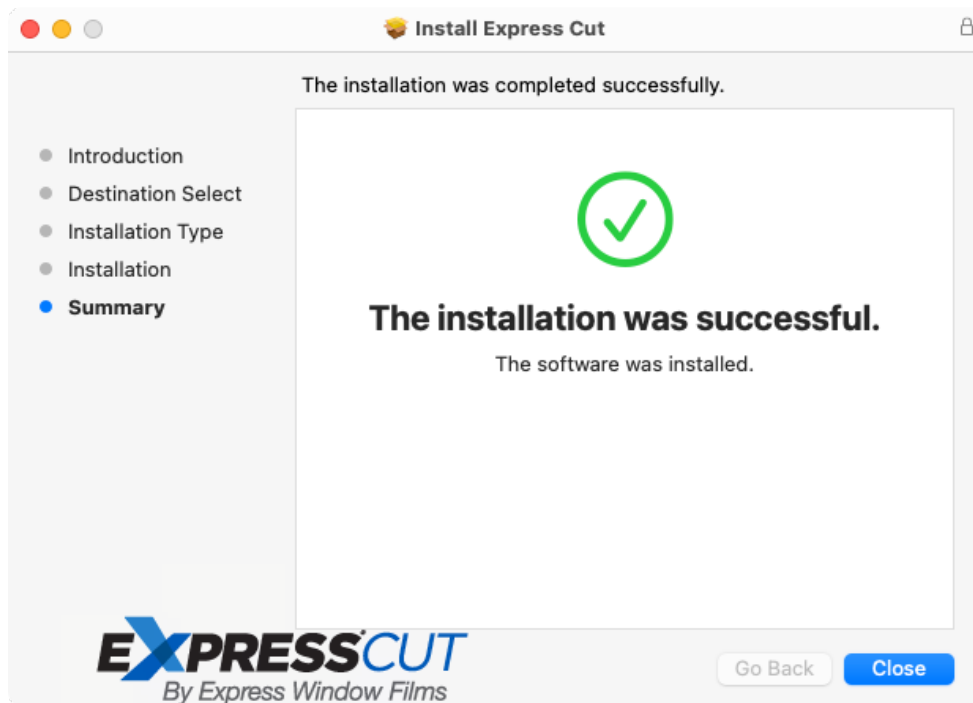 Install Express Cut
The installation was completed successfully.
Introduction
Destination Select
Installation Type
Installation
Summary
The installation was successful.
The software was installed.
EXPRESSCUT
By Express Window Films
Go Back
Close